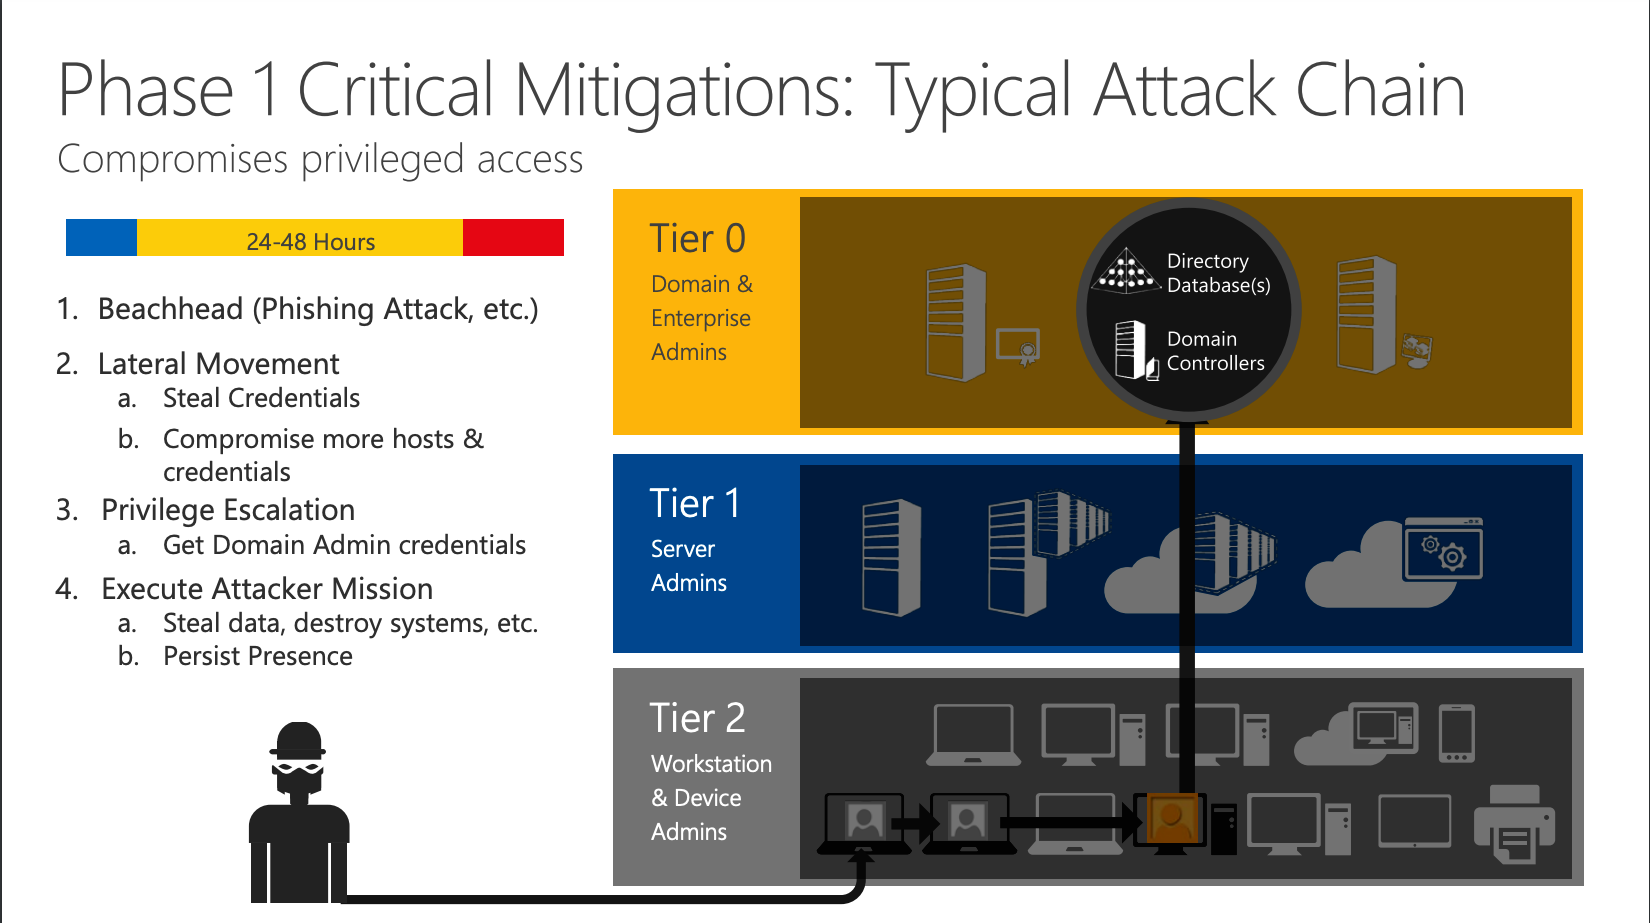 Phase 1 Critical Mitigations: Typical Attack Chain
Compromises privileged access
24-48 Hours
1. Beachhead (Phishing Attack, etc.)
2. Lateral Movement
a. Steal Credentials
b. Compromise more hosts &
credentials
3. Privilege Escalation
a. Get Domain Admin credentials
4. Execute Attacker Mission
a. Steal data, destroy systems, etc.
b. Persist Presence
Tier 0
Domain &
Enterprise
Admins
Directory
Database(s)
Domain
Controllers
Tier 1
Server
Admins
Tier 2
Workstation
& Device
Admins